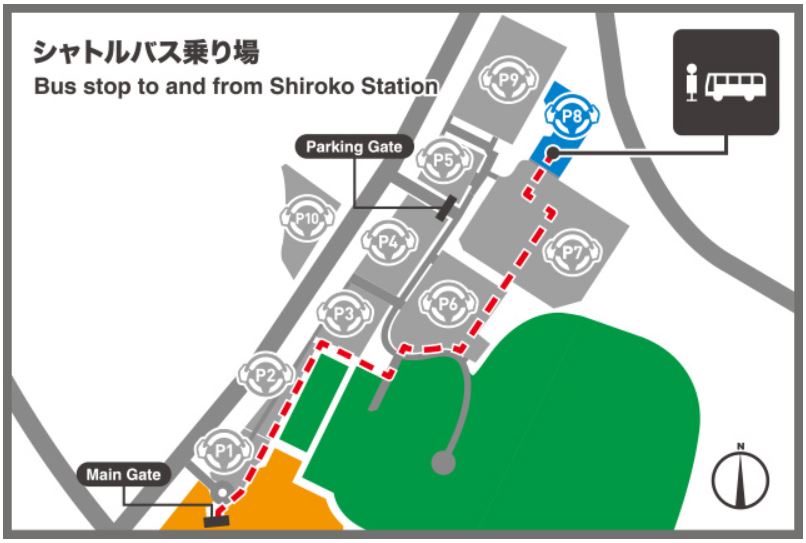 シャトルバス乗り場
Bus stop to and from Shiroko Station
P9
P8
Parking Gate
P5
P10
P4
P7
P6
P3
P2
P1
Main Gate
N